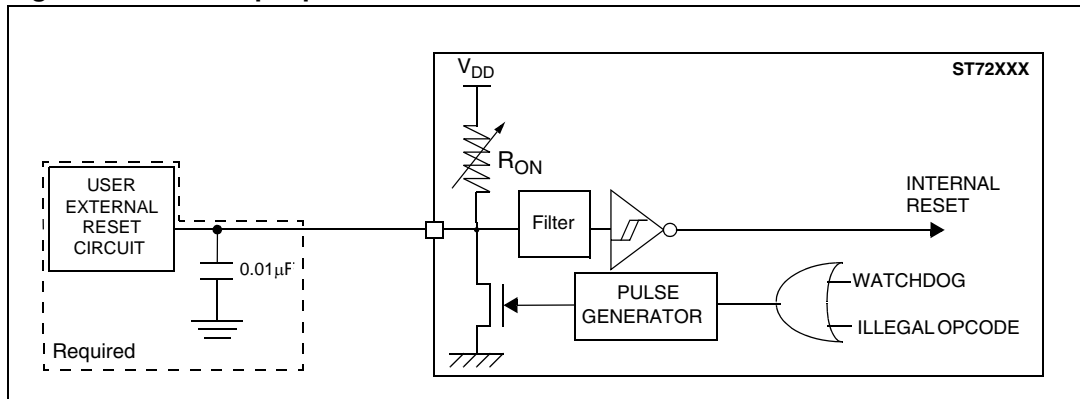 ST72XXX
VDD
RON
USER
EXTERNAL
RESET
CIRCUIT
0.01μF
Required
Filter
INTERNAL
RESET
PULSE
GENERATOR
WATCHDOG
ILLEGAL OPCODE